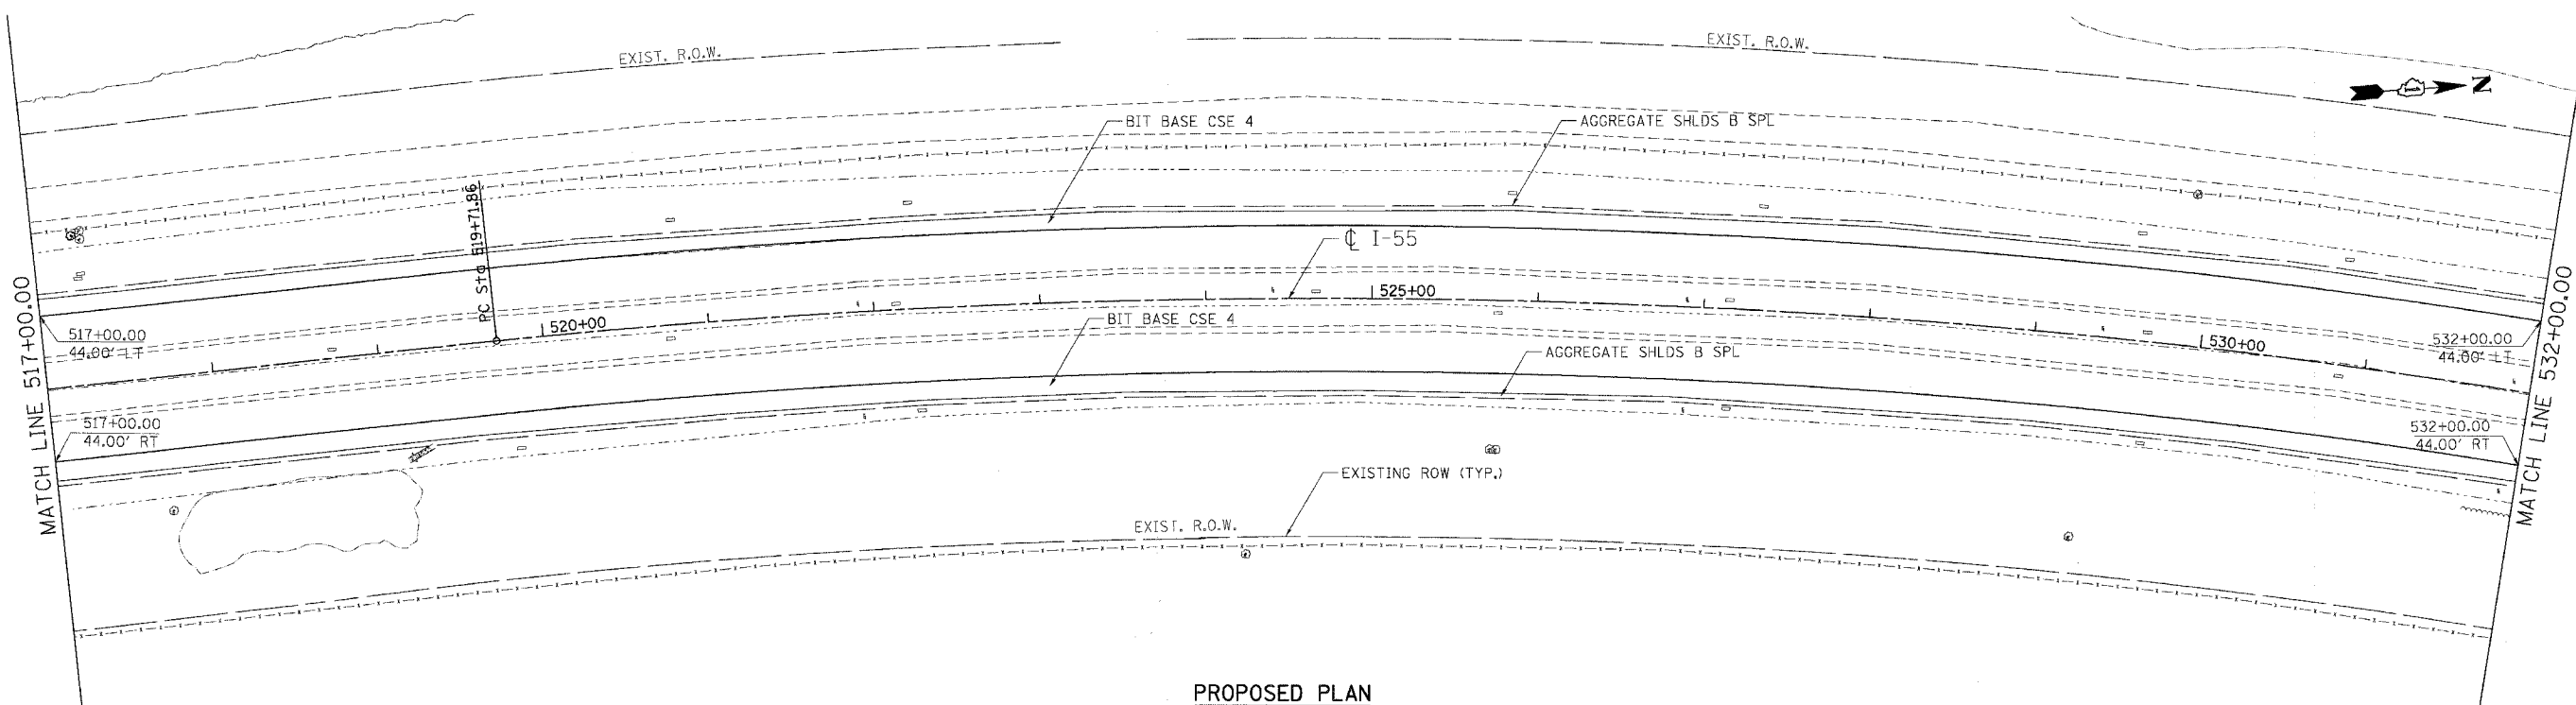 EXIST. R.O.W.
EXIST. R.O.W.
N
BIT BASE CSE 4
AGGREGATE SHLDS B SPL
PC Sta 519+71.86
℄ I-55
MATCH LINE 517+00.00
517+00.00
44.00' LT
520+00
525+00
530+00
532+00.00
44.00' LT
MATCH LINE 532+00.00
BIT BASE CSE 4
AGGREGATE SHLDS B SPL
517+00.00
44.00' RT
532+00.00
44.00' RT
EXISTING ROW (TYP.)
EXIST. R.O.W.
PROPOSED PLAN